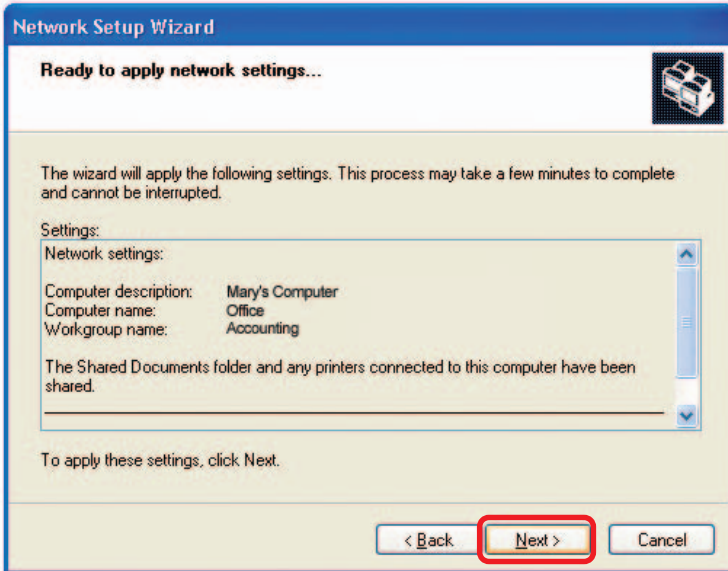 Network Setup Wizard
Ready to apply network settings...
The wizard will apply the following settings. This process may take a few minutes to complete
and cannot be interrupted.
Settings:
Network settings:
Computer description: Mary's Computer
Computer name: Office
Workgroup name: Accounting
The Shared Documents folder and any printers connected to this computer have been
shared.
To apply these settings, click Next.
< Back Next > Cancel